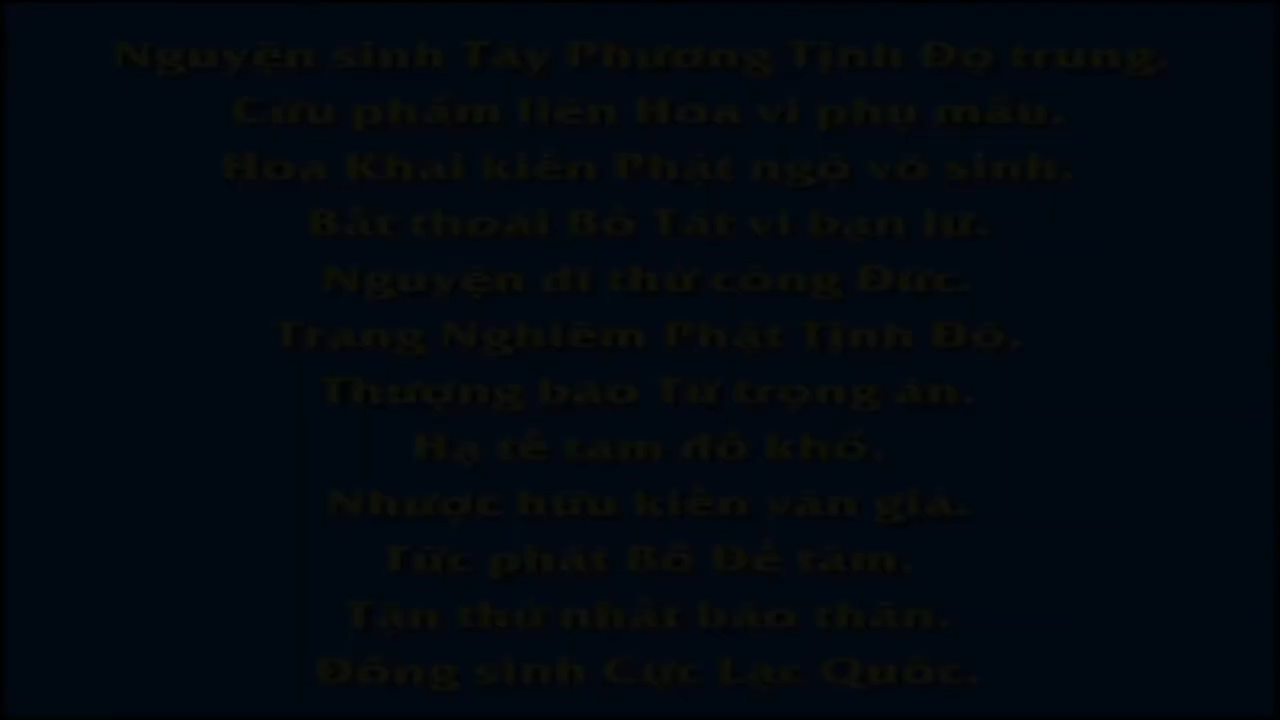 Nguyện sinh Tây Phương Tịnh Độ trung.
Cửu phẩm liên Hoa vi phụ mẫu.
Hoa Khai kiến Phật ngộ vô sinh.
Bất thoái Bồ Tát vi bạn lữ.
Nguyện dĩ thử công Đức.
Trang Nghiêm Phật Tịnh Độ.
Thượng báo Tứ trọng ân.
Hạ tế tam đồ khổ.
Nhược hữu kiến văn giả.
Tức phát Bồ Đề tâm.
Tận thử nhất báo thân.
Đồng sinh Cực Lạc Quốc.